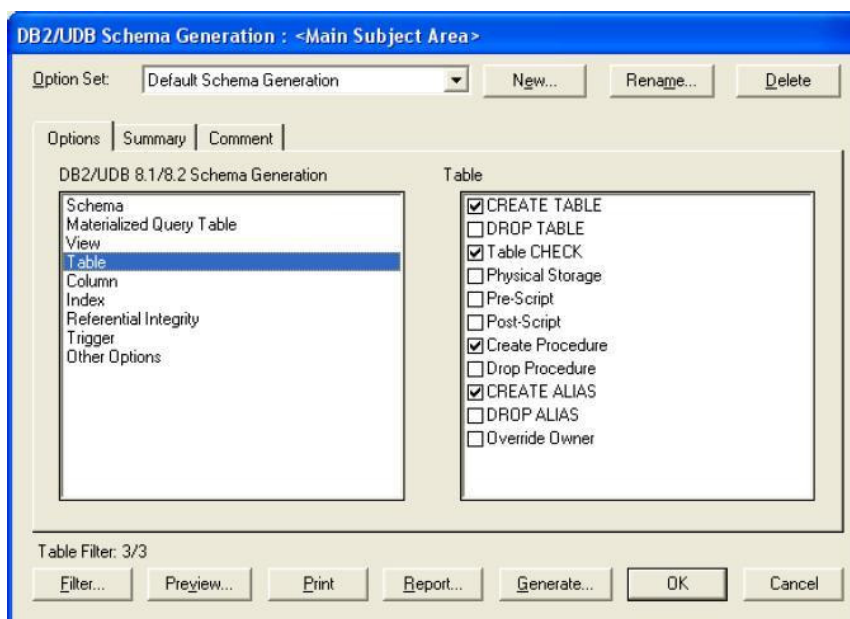 DB2/UDB Schema Generation : <Main Subject Area>
Option Set: Default Schema Generation New... Rename... Delete
Options Summary Comment
DB2/UDB 8.1/8.2 Schema Generation
Schema
Materialized Query Table
View
Table
Column
Index
Referential Integrity
Trigger
Other Options
Table
CREATE TABLE
DROP TABLE
Table CHECK
Physical Storage
Pre-Script
Post-Script
Create Procedure
Drop Procedure
CREATE ALIAS
DROP ALIAS
Override Owner
Table Filter: 3/3
Filter... Preview... Print Report... Generate... OK Cancel